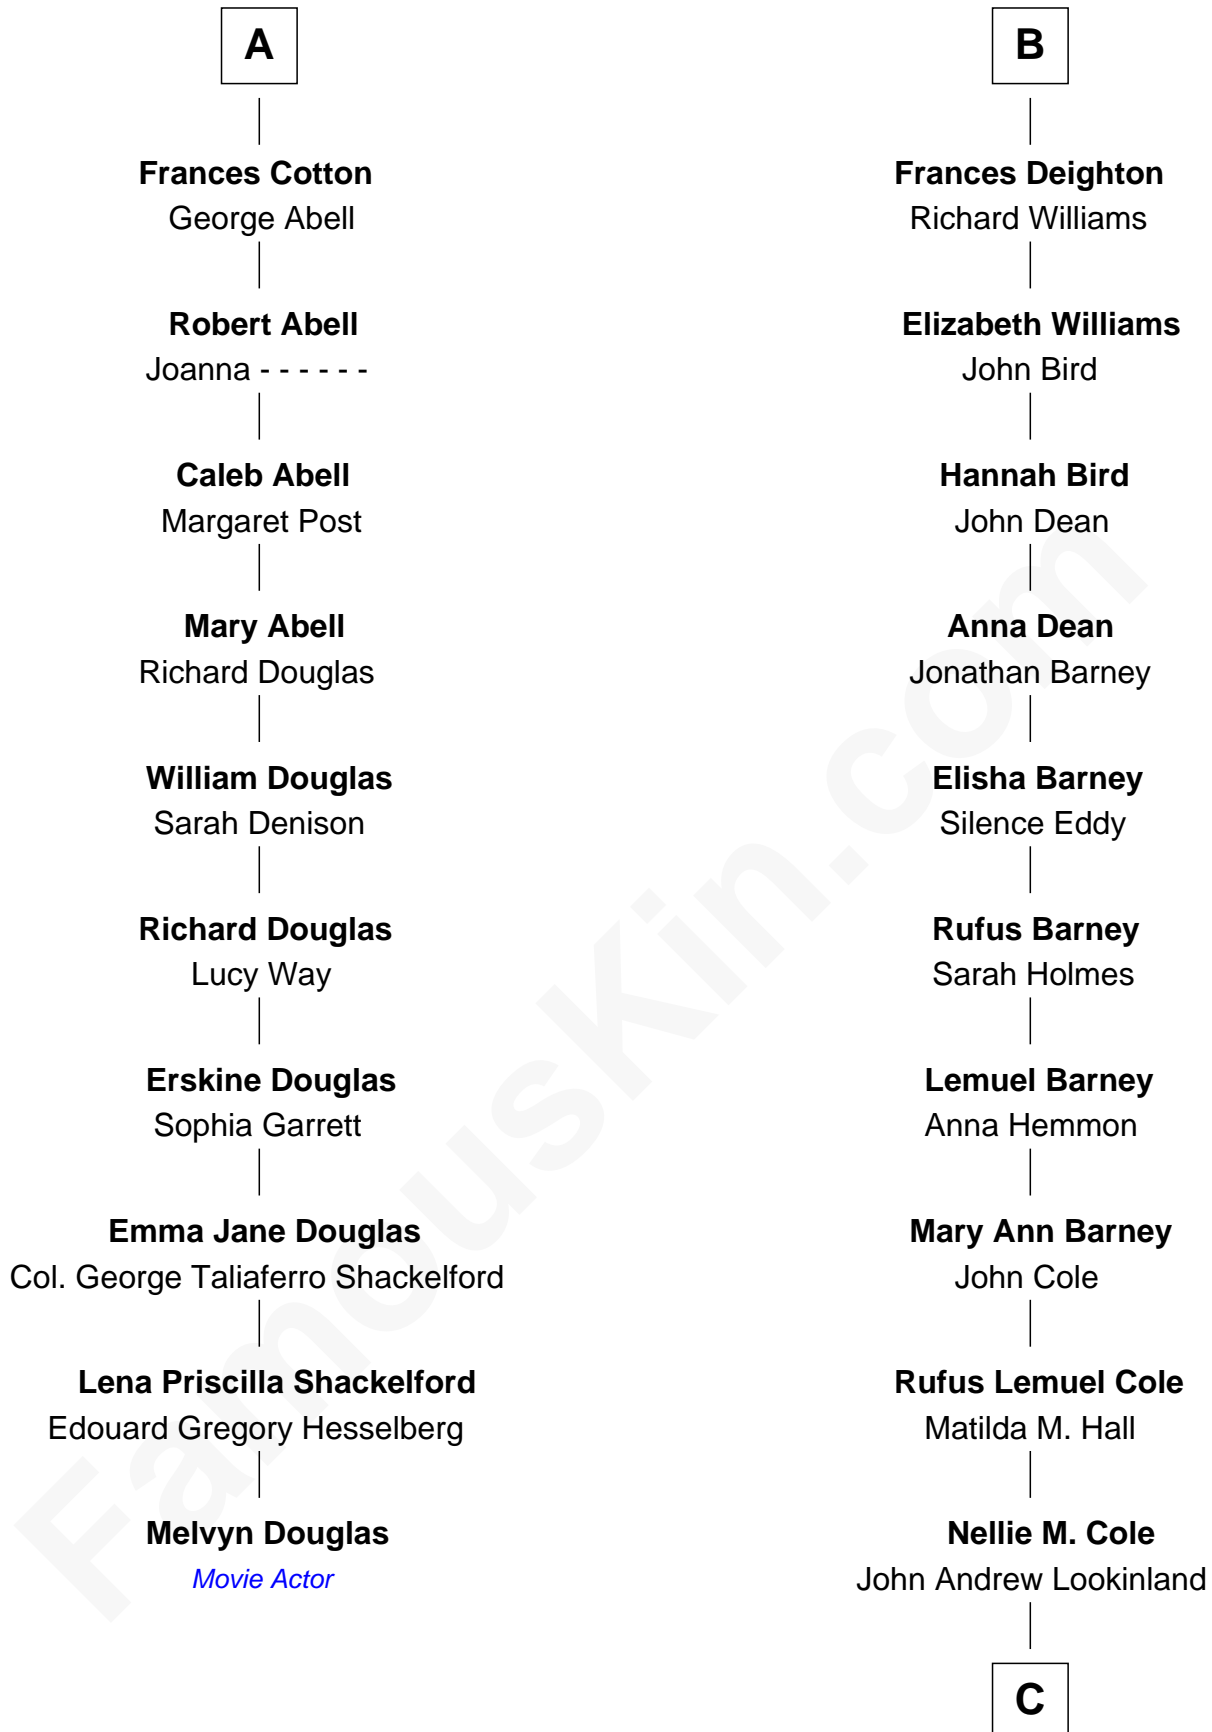 A
Frances Cotton
George Abell
Robert Abell
Joanna - - - - - -
Caleb Abell
Margaret Post
Mary Abell
Richard Douglas
William Douglas
Sarah Denison
Richard Douglas
Lucy Way
Erskine Douglas
Sophia Garrett
Emma Jane Douglas
Col. George Taliaferro Shackelford
Lena Priscilla Shackelford
Edouard Gregory Hesselberg
Melvyn Douglas
Movie Actor
B
Frances Deighton
Richard Williams
Elizabeth Williams
John Bird
Hannah Bird
John Dean
Anna Dean
Jonathan Barney
Elisha Barney
Silence Eddy
Rufus Barney
Sarah Holmes
Lemuel Barney
Anna Hemmon
Mary Ann Barney
John Cole
Rufus Lemuel Cole
Matilda M. Hall
Nellie M. Cole
John Andrew Lookinland
C
FamousKin.com